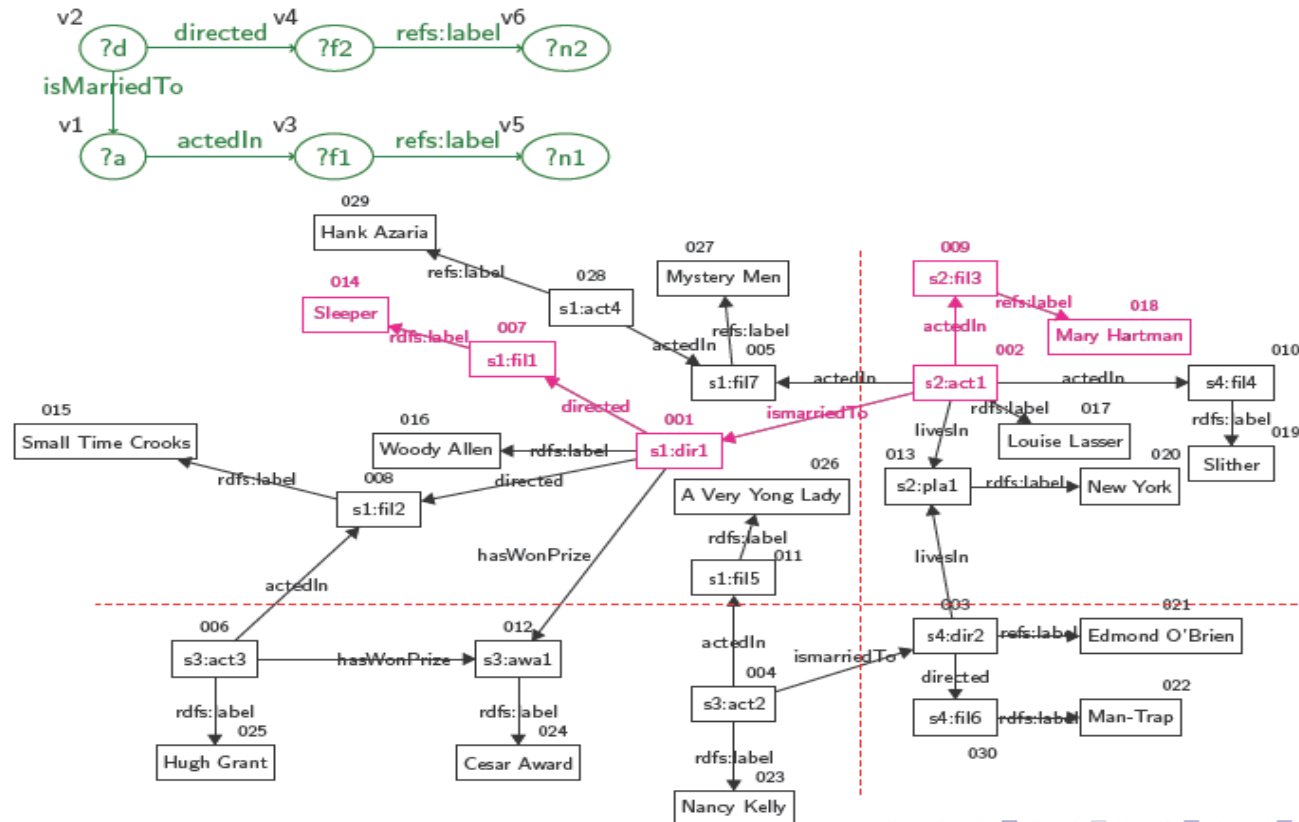 v2 directed v4 v6
?d ?f2 refs:label ?n2
isMarriedTo
v1 actedIn v3 refs:label v5
?a ?f1 ?n1
029
Hank Azaria
refs:label
028
s1:act4
027
Mystery Men
009
s2:fil3
014
Sleeper
rdfs:label
007
s1:fil1
refs:label
018
Mary Hartman
actedIn
refs:label
005
s1:fil7
actedIn
actedIn
002
s2:act1
actedIn
010
s4:fil4
directed
001
s1:dir1
ismarriedTo
rdfs:label
017
Louise Lasser
rdfs:label
019
Slither
015
Small Time Crooks
016
Woody Allen
rdfs:label
livesIn
013
s2:pla1
rdfs:label
020
New York
rdfs:label
008
s1:fil2
directed
026
A Very Yong Lady
rdfs:label
011
s1:fil5
hasWonPrize
livesIn
actedIn
006
s3:act3
hasWonPrize
012
s3:awa1
actedIn
ismarriedTo
003
s4:dir2
refs:label
021
Edmond O'Brien
004
s3:act2
directed
s4:fil6
030
rdfs:label
022
Man-Trap
rdfs:label
025
Hugh Grant
rdfs:label
024
Cesar Award
rdfs:label
023
Nancy Kelly